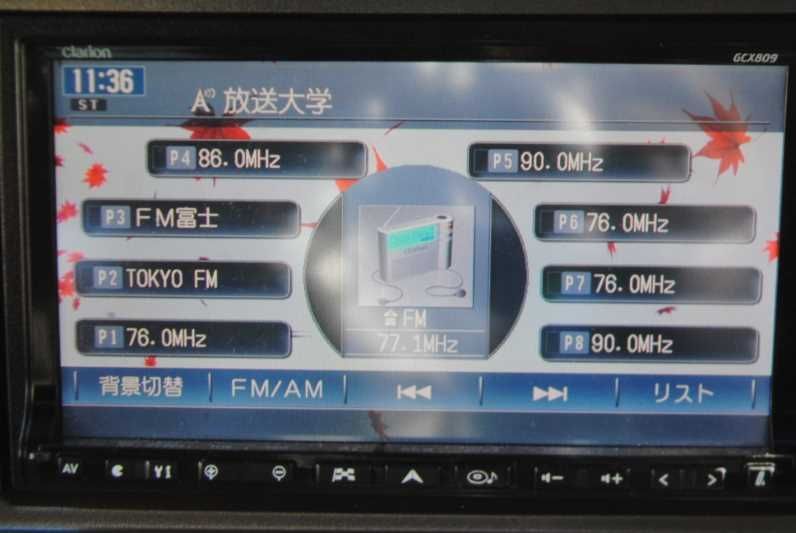 clarion
GCX809
11:36
ST
放送大学
P4 86.0MHz
P5 90.0MHz
P3 FM富士
P6 76.0MHz
P2 TOKYO FM
P7 76.0MHz
P1 76.0MHz
P8 90.0MHz
clarion
FM
77.1MHz
背景切替
FM/AM
リスト
AV